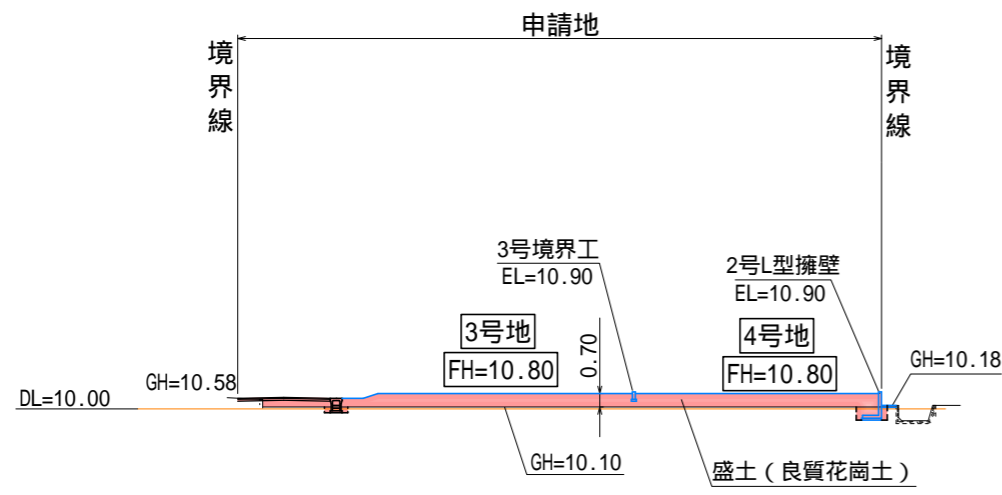 申請地
境界線
境界線
3号境界工
EL=10.90
2号L型擁壁
EL=10.90
3号地
FH=10.80
0.70
4号地
FH=10.80
GH=10.18
GH=10.58
DL=10.00
GH=10.10
盛土(良質花崗土)